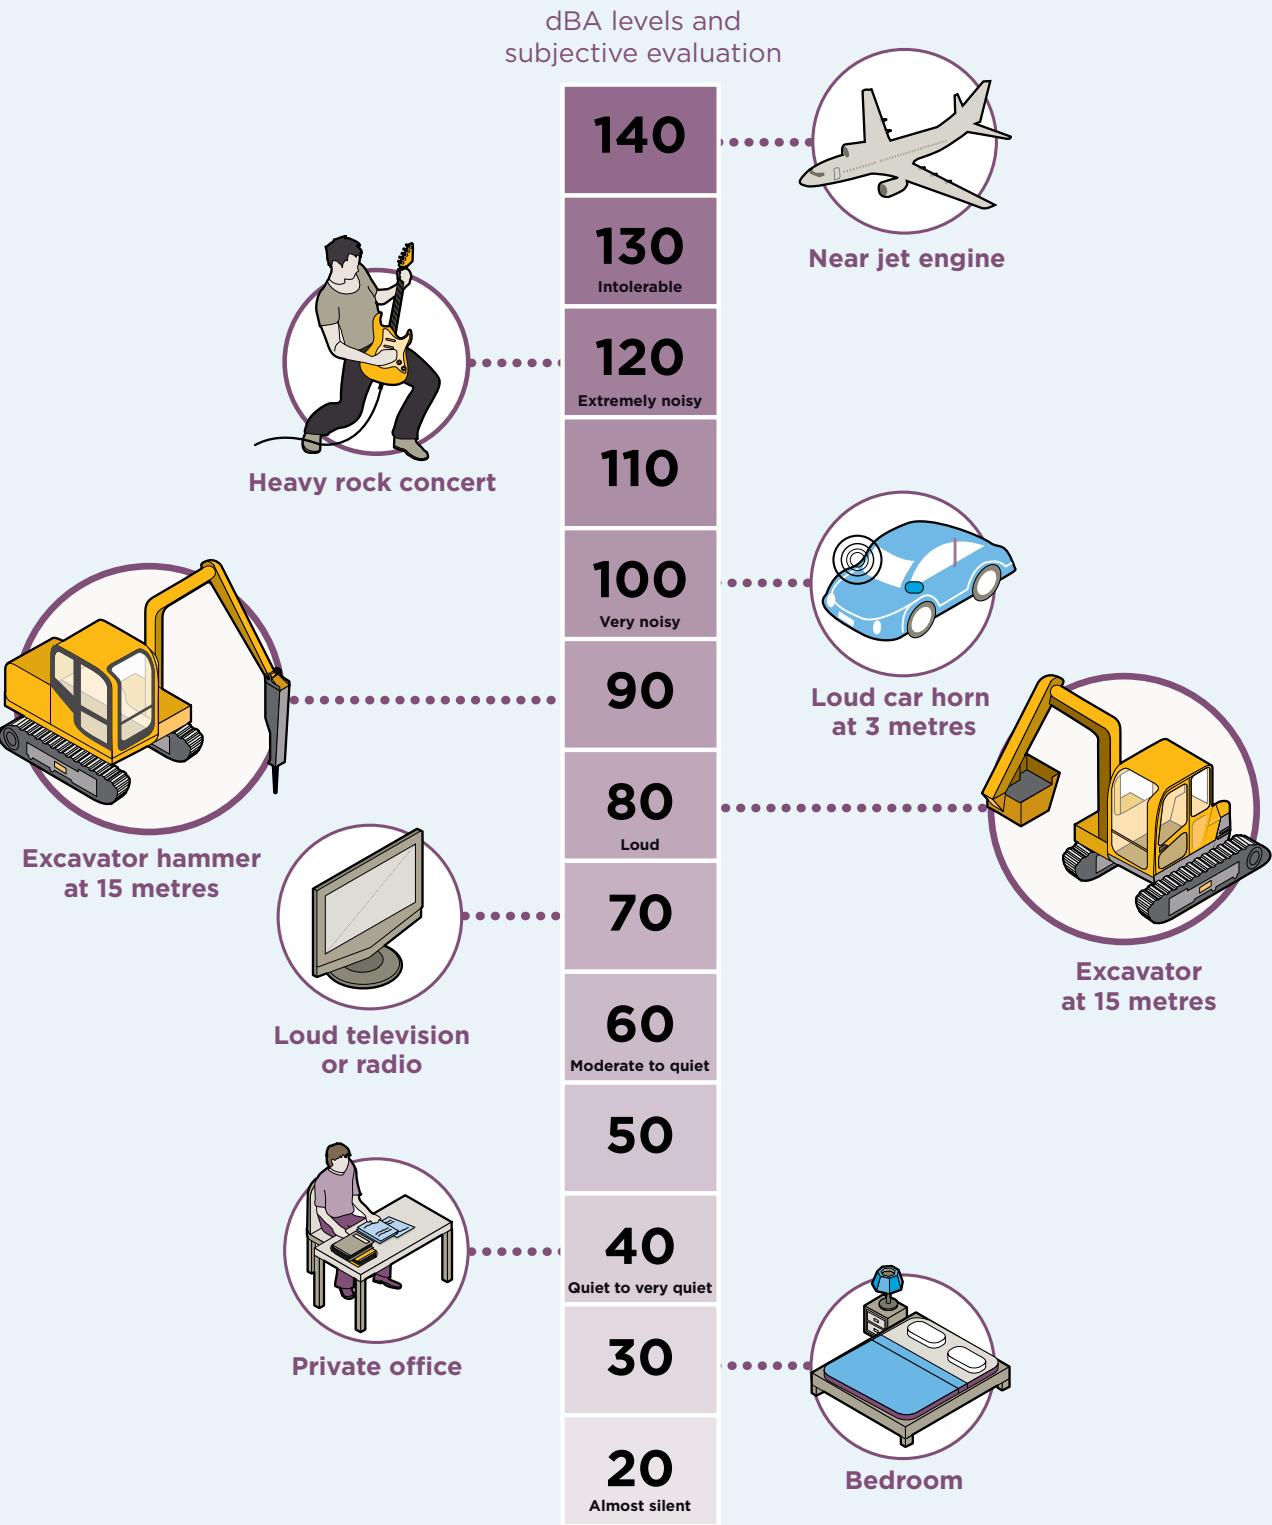 dBA levels and
subjective evaluation
140
Near jet engine
130
Intolerable
120
Extremely noisy
Heavy rock concert
110
100
Very noisy
Loud car horn
at 3 metres
90
Excavator hammer
at 15 metres
80
Loud
Excavator
at 15 metres
70
Loud television
or radio
60
Moderate to quiet
50
40
Quiet to very quiet
Private office
30
Bedroom
20
Almost silent